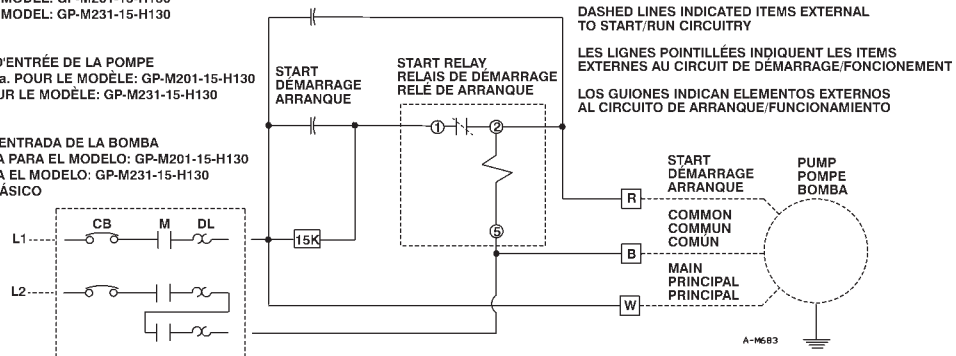 MODEL: GP-M231-15-H130
D'ENTRÉE DE LA POMPE
a. POUR LE MODÈLE: GP-M201-15-H130
UR LE MODÈLE: GP-M231-15-H130
ENTRADA DE LA BOMBA
A PARA EL MODELO: GP-M201-15-H130
A EL MODELO: GP-M231-15-H130
ÁSICO
DASHED LINES INDICATED ITEMS EXTERNAL
TO START/RUN CIRCUITRY
LES LIGNES POINTILLÉES INDIQUENT LES ITEMS
EXTERNES AU CIRCUIT DE DÉMARRAGE/FONCIONEMENT
LOS GUIONES INDICAN ELEMENTOS EXTERNOS
AL CIRCUITO DE ARRANQUE/FUNCIONAMIENTO
START
DÉMARRAGE
ARRANQUE
START RELAY
RELAIS DE DÉMARRAGE
RELÉ DE ARRANQUE
1
2
5
15K
CB M DL
L1
L2
R
B
W
START
DÉMARRAGE
ARRANQUE
COMMON
COMMUN
COMÚN
MAIN
PRINCIPAL
PRINCIPAL
PUMP
POMPE
BOMBA
A-M683